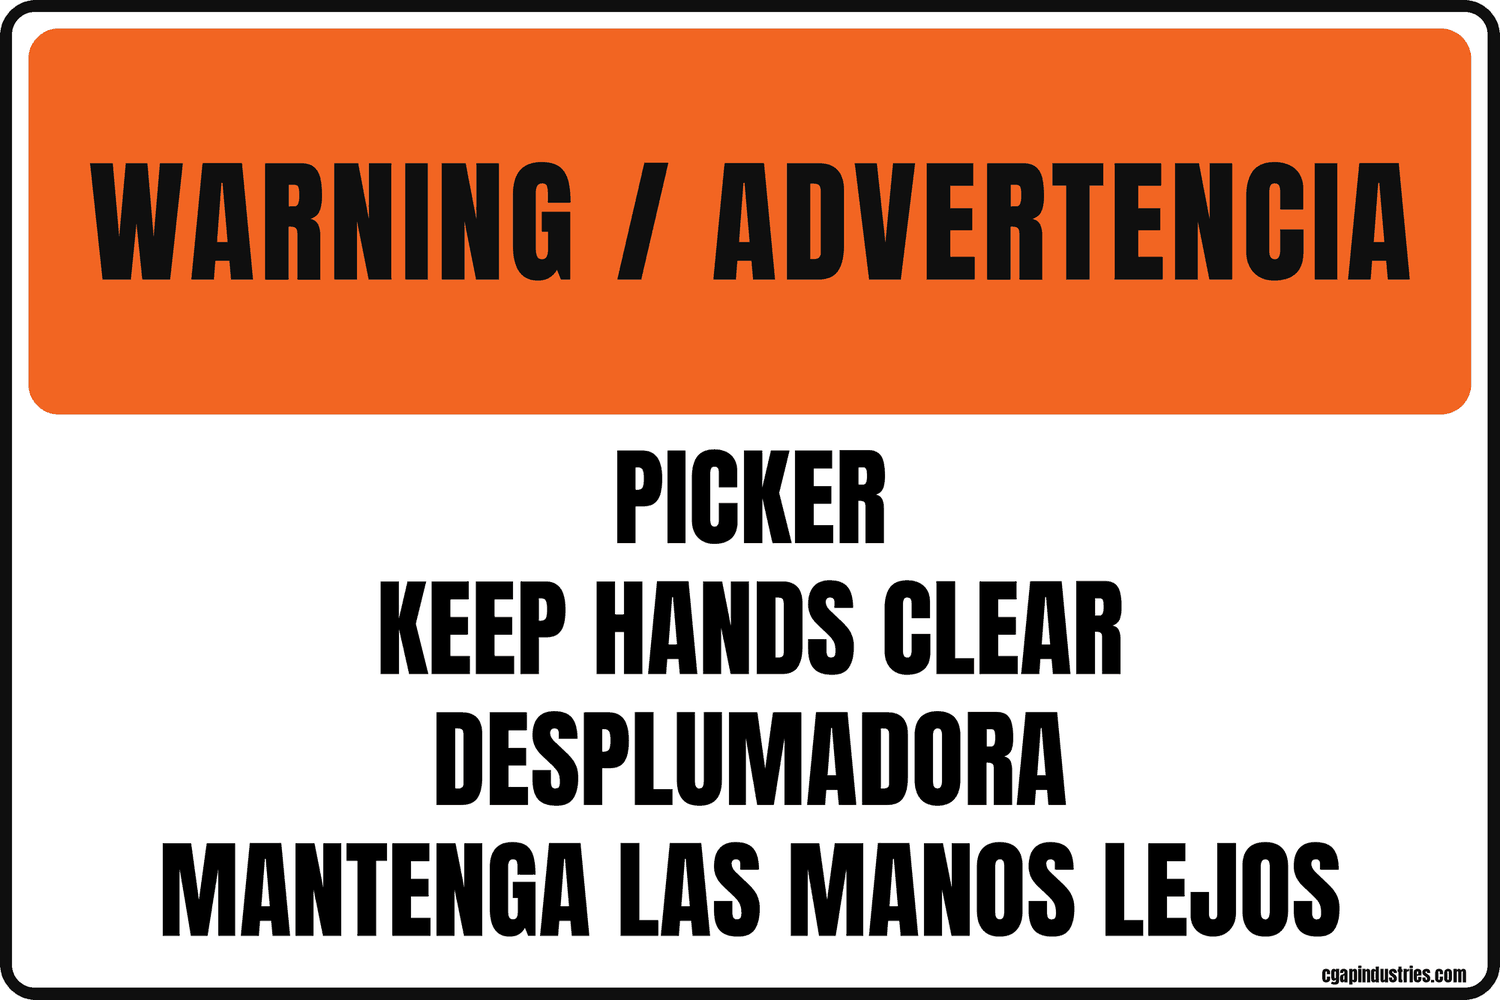 WARNING / ADVERTENCIA
PICKER
KEEP HANDS CLEAR
DESPLUMADORA
MANTENGA LAS MANOS LEJOS
cgapindustries.com